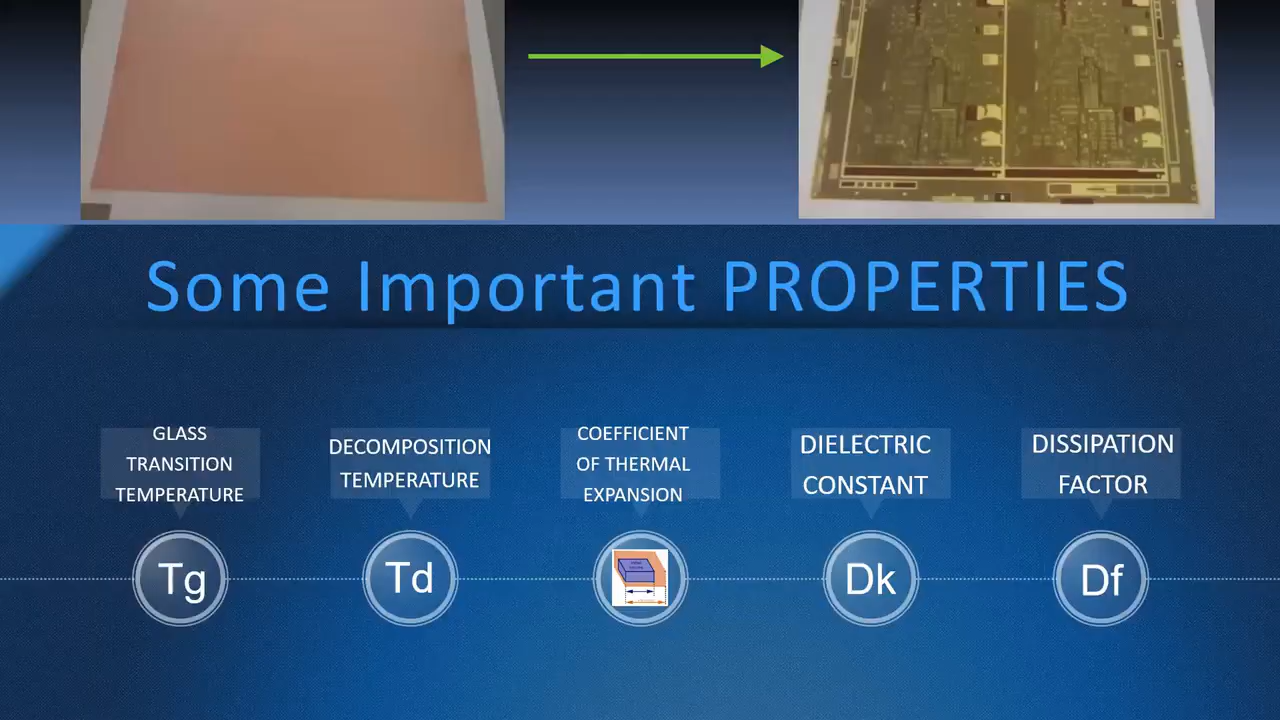 Some Important PROPERTIES
GLASS
TRANSITION
TEMPERATURE
DECOMPOSITION
TEMPERATURE
COEFFICIENT
OF THERMAL
EXPANSION
DIELECTRIC
CONSTANT
DISSIPATION
FACTOR
Tg
Td
Dk
Df